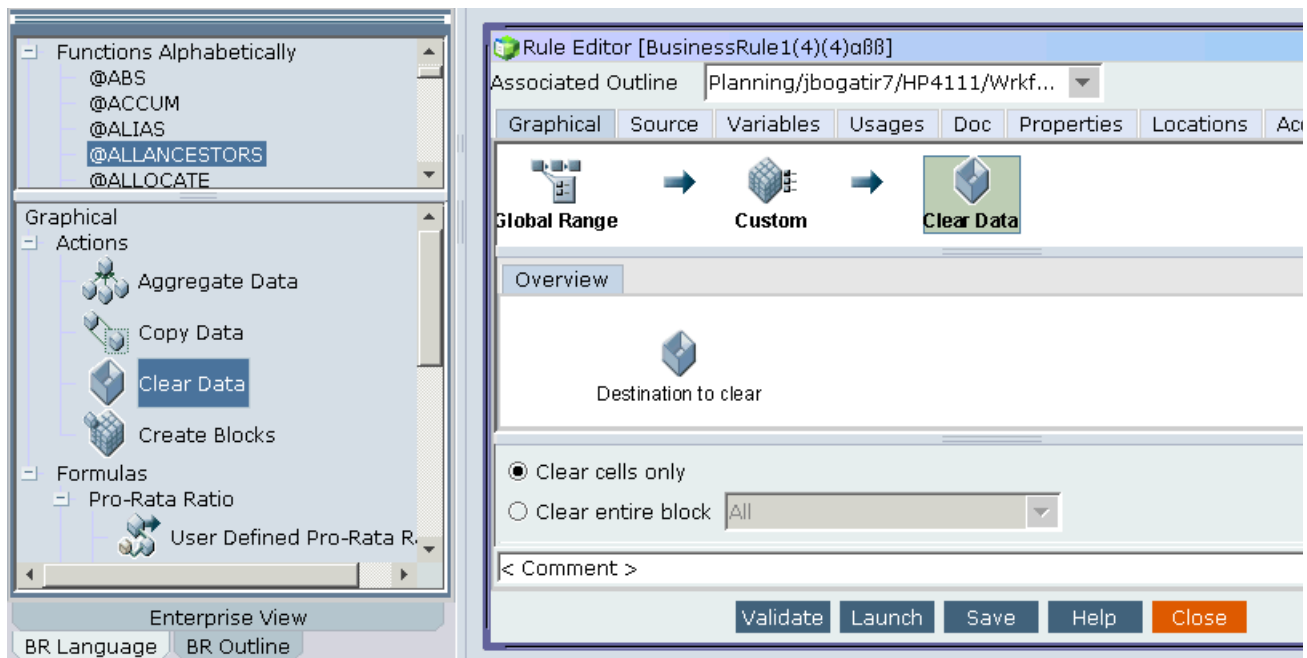 Functions Alphabetically
@ABS
@ACCUM
@ALIAS
@ALLANCESTORS
@ALLOCATE
Graphical
Actions
Aggregate Data
Copy Data
Clear Data
Create Blocks
Formulas
Pro-Rata Ratio
User Defined Pro-Rata R
Enterprise View
BR Language BR Outline
Rule Editor [BusinessRule1(4)(4)αßß]
Associated Outline Planning/jbogatir7/HP4111/Wrkf...
Graphical Source Variables Usages Doc Properties Locations Acc
Global Range Custom Clear Data
Overview
Destination to clear
Clear cells only
Clear entire block All
< Comment >
Validate Launch Save Help Close